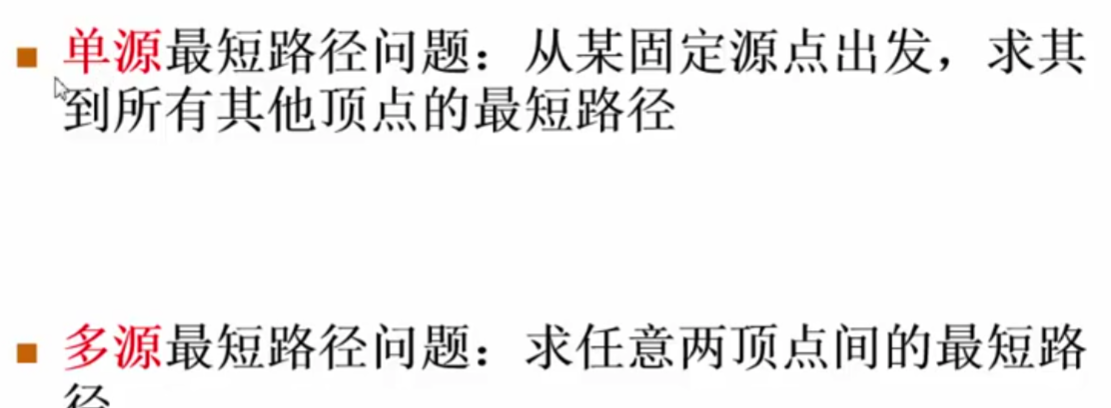 单源最短路径问题：从某固定源点出发，求其
到所有其他顶点的最短路径
多源最短路径问题：求任意两顶点间的最短路
径